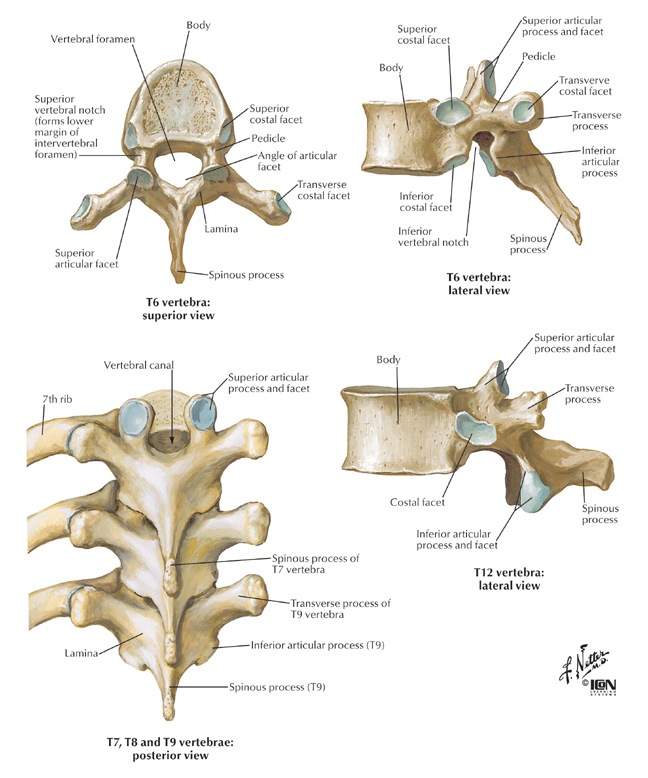 Body
Vertebral foramen
Superior
vertebral notch
(forms lower
margin of
intervertebral
foramen)
Superior
costal facet
Pedicle
Angle of articular
facet
Transverse
costal facet
Lamina
Superior
articular facet
Spinous process
T6 vertebra:
superior view
Superior
costal facet
Superior articular
process and facet
Body
Pedicle
Transverve
costal facet
Transverse
process
Inferior
articular
process
Inferior
costal facet
Inferior
vertebral notch
Spinous
process
T6 vertebra:
lateral view
Vertebral canal
Superior articular
process and facet
7th rib
Spinous process of
T7 vertebra
Transverse process of
T9 vertebra
Lamina
Inferior articular process (T9)
Spinous process (T9)
T7, T8 and T9 vertebrae:
posterior view
Superior articular
process and facet
Body
Transverse
process
Costal facet
Spinous
process
Inferior articular
process and facet
T12 vertebra:
lateral view
F. Netter
M.D.
© ICON
LEARNING
SYSTEMS